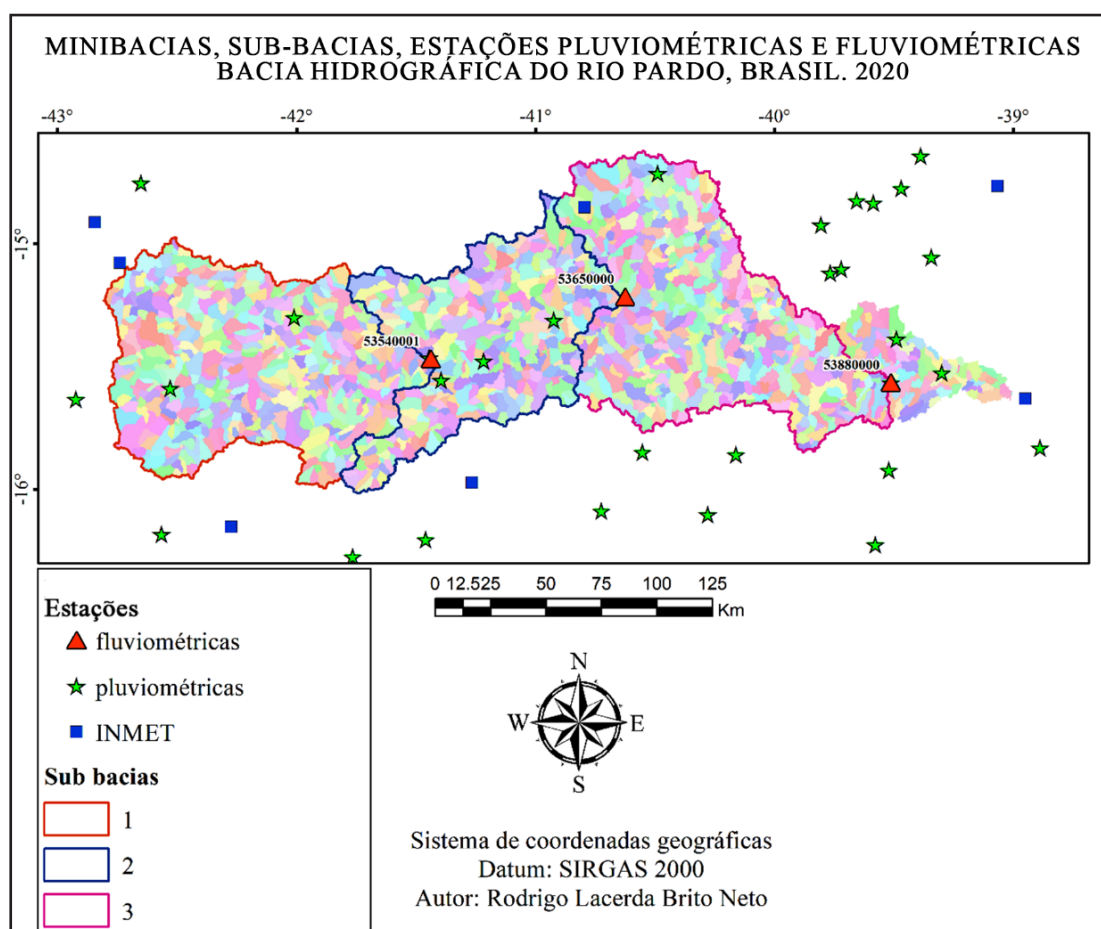 MINIBACIAS, SUB-BACIAS, ESTAÇÕES PLUVIOMÉTRICAS E FLUVIOMÉTRICAS
BACIA HIDROGRÁFICA DO RIO PARDO, BRASIL. 2020
-43° -42° -41° -40° -39°
-15°
53650000
53540001
53880000
-16°
0 12.525 50 75 100 125
Km
Estações
fluviométricas
pluviométricas
INMET
Sub bacias
1
2
3
N
W E
S
Sistema de coordenadas geográficas
Datum: SIRGAS 2000
Autor: Rodrigo Lacerda Brito Neto